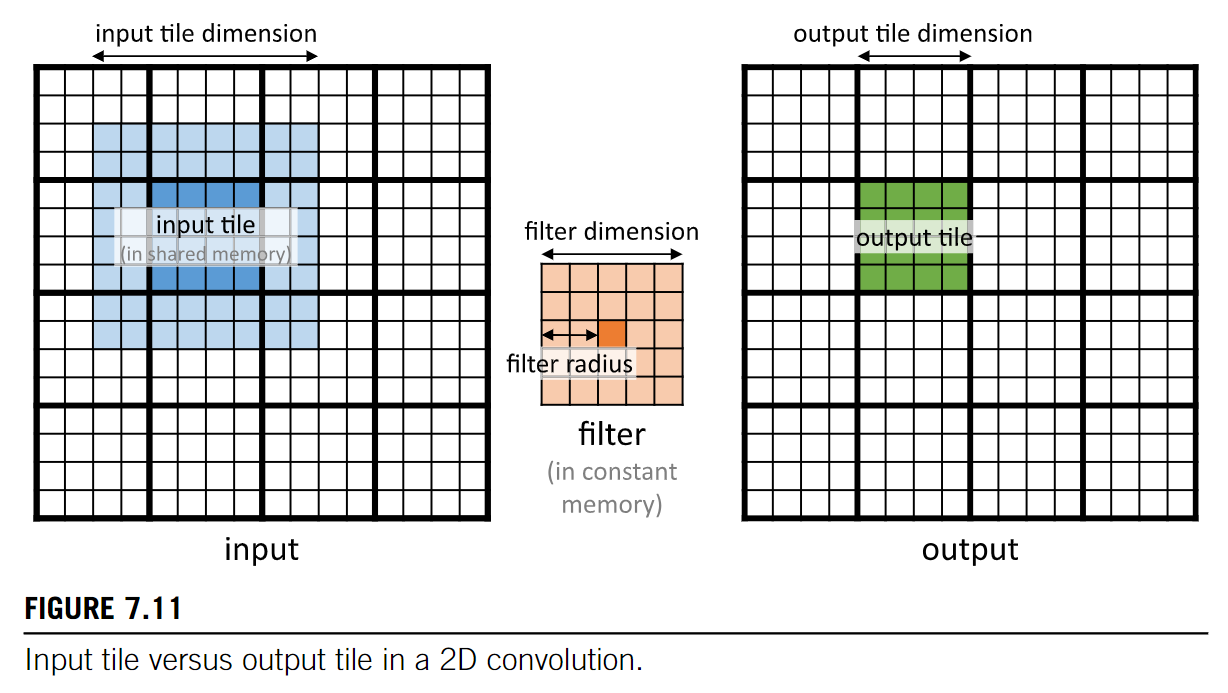 input tile dimension
output tile dimension
input tile
(in shared memory)
filter dimension
output tile
filter radius
filter
(in constant
memory)
input
output
FIGURE 7.11
Input tile versus output tile in a 2D convolution.